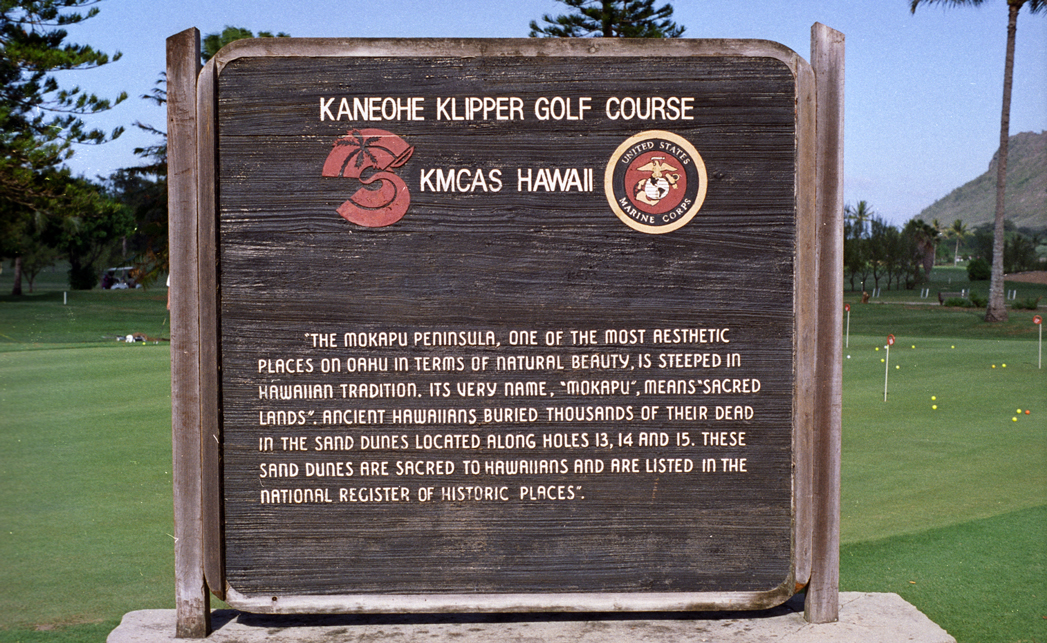 KANEOHE KLIPPER GOLF COURSE
3
KMCAS HAWAII
UNITED STATES
MARINE CORPS
"THE MOKAPU PENINSULA, ONE OF THE MOST AESTHETIC
PLACES ON OAHU IN TERMS OF NATURAL BEAUTY, IS STEEPED IN
HAWAIIAN TRADITION. ITS VERY NAME, "MOKAPU", MEANS "SACRED
LANDS". ANCIENT HAWAIIANS BURIED THOUSANDS OF THEIR DEAD
IN THE SAND DUNES LOCATED ALONG HOLES 13, 14 AND 15. THESE
SAND DUNES ARE SACRED TO HAWAIIANS AND ARE LISTED IN THE
NATIONAL REGISTER OF HISTORIC PLACES".